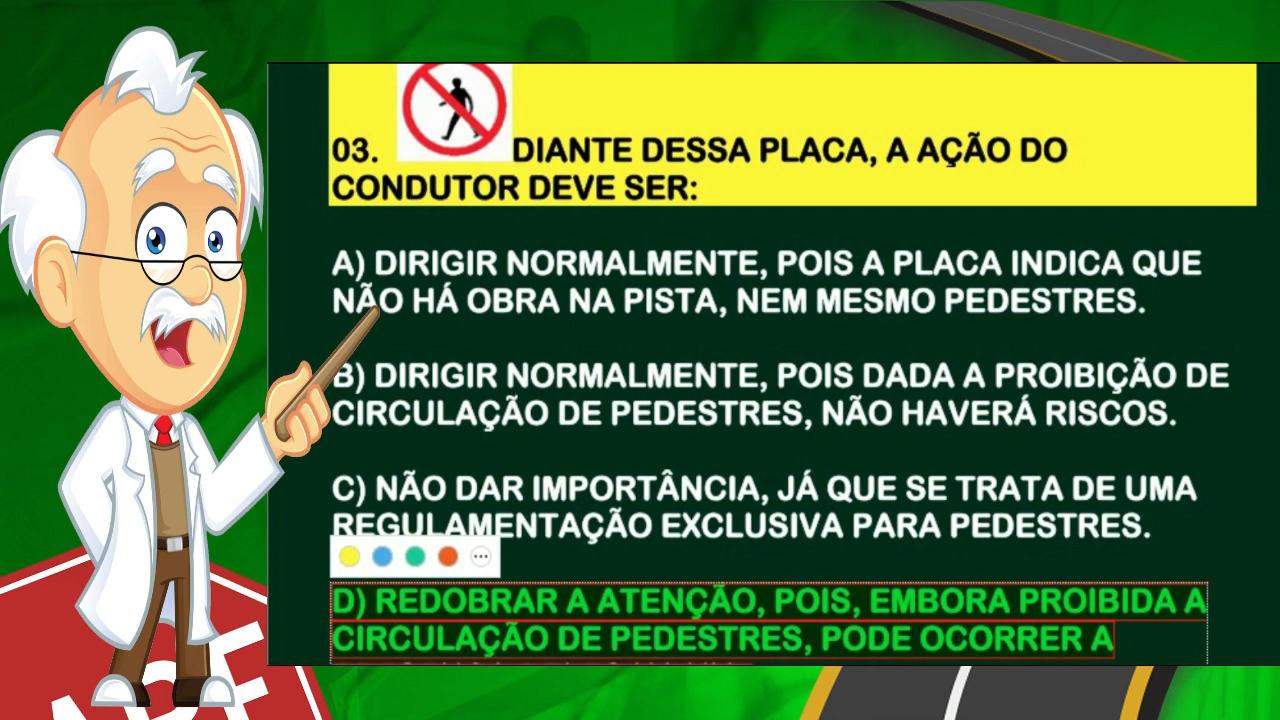 03. DIANTE DESSA PLACA, A AÇÃO DO
CONDUTOR DEVE SER:
A) DIRIGIR NORMALMENTE, POIS A PLACA INDICA QUE
NÃO HÁ OBRA NA PISTA, NEM MESMO PEDESTRES.
B) DIRIGIR NORMALMENTE, POIS DADA A PROIBIÇÃO DE
CIRCULAÇÃO DE PEDESTRES, NÃO HAVERÁ RISCOS.
C) NÃO DAR IMPORTÂNCIA, JÁ QUE SE TRATA DE UMA
REGULAMENTAÇÃO EXCLUSIVA PARA PEDESTRES.
D) REDOBRAR A ATENÇÃO, POIS, EMBORA PROIBIDA A
CIRCULAÇÃO DE PEDESTRES, PODE OCORRER A